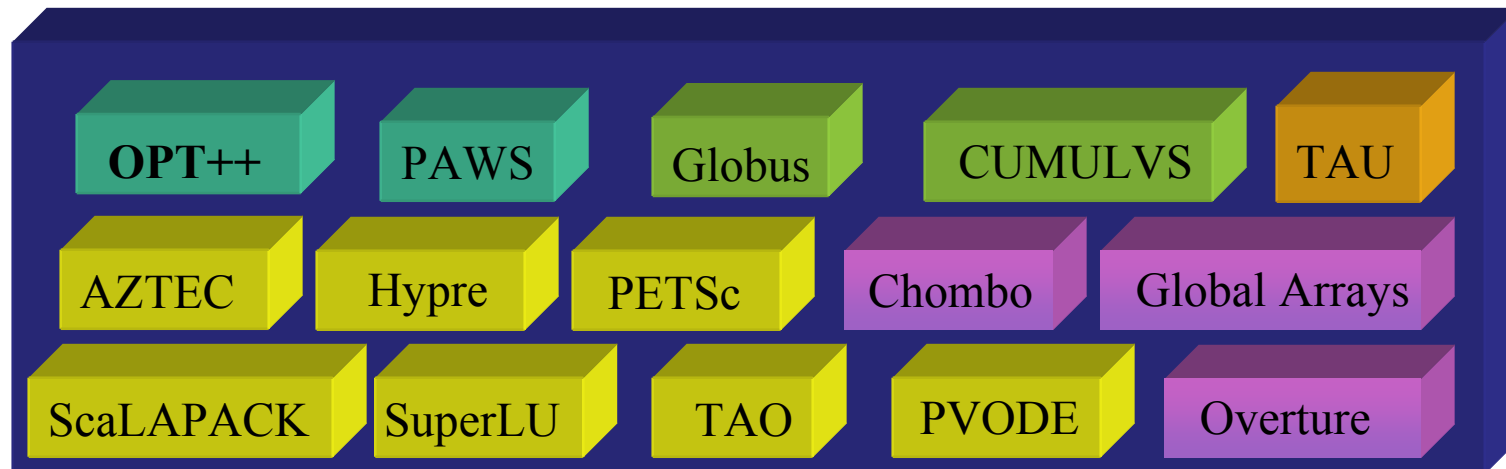 OPT++ PAWS Globus CUMULVS TAU
AZTEC Hypre PETSc Chombo Global Arrays
ScaLAPACK SuperLU TAO PVODE Overture